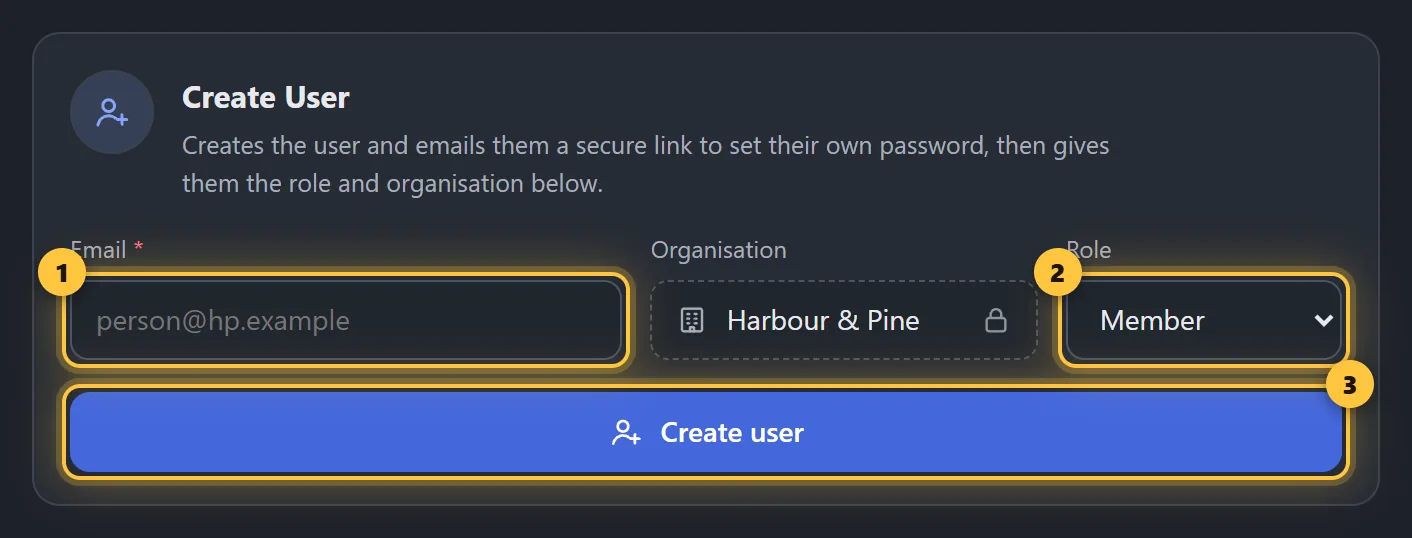 Create User
Creates the user and emails them a secure link to set their own password, then gives
them the role and organisation below.
Email *
Organisation
Role
1
person@hp.example
Harbour & Pine
2
Member
3
Create user